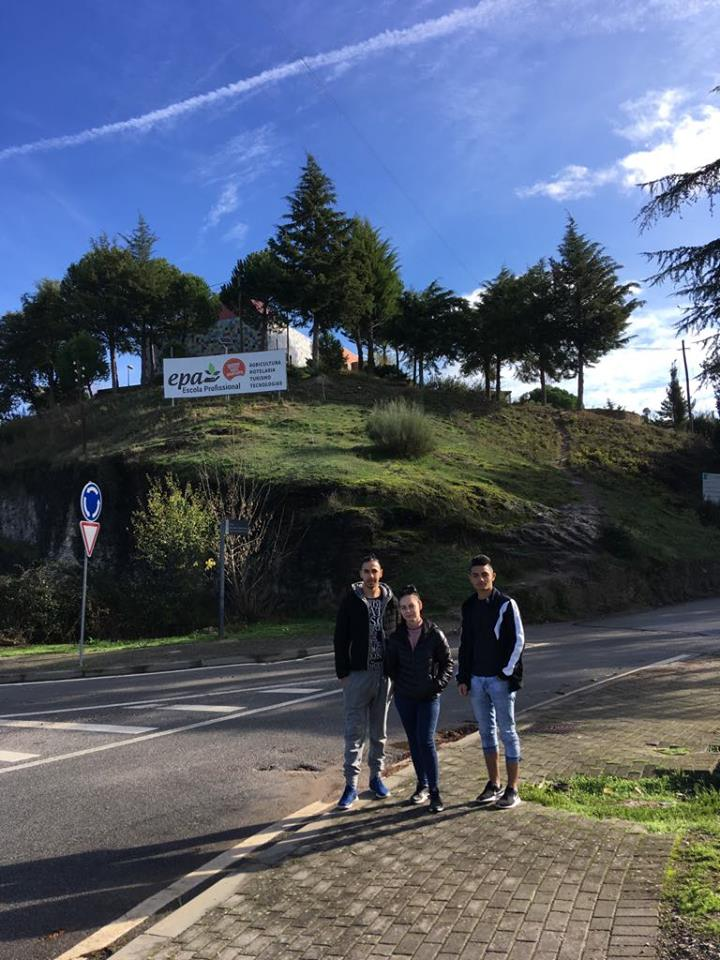 epa
Escola Profissional
AGRICULTURA
HOTELARIA
TURISMO
TECNOLOGIAS